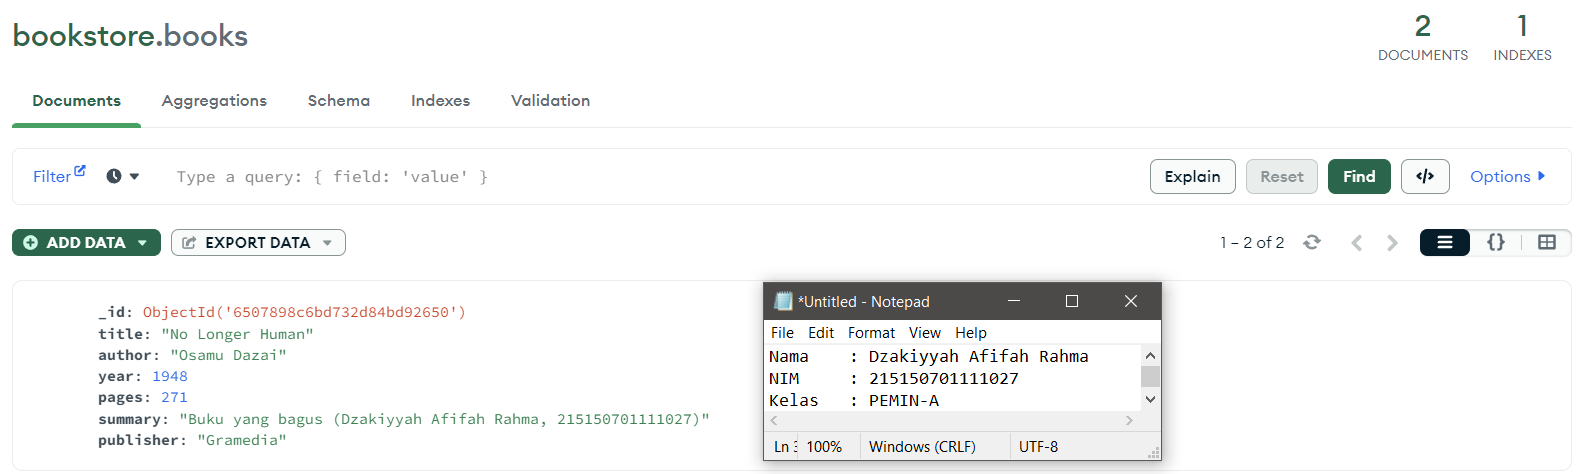 bookstore.books
2
DOCUMENTS
1
INDEXES
Documents Aggregations Schema Indexes Validation
Filter Type a query: { field: 'value' } Explain Reset Find </> Options
ADD DATA EXPORT DATA 1 – 2 of 2 {}
_id: ObjectId('6507898c6bd732d84bd92650')
title: "No Longer Human"
author: "Osamu Dazai"
year: 1948
pages: 271
summary: "Buku yang bagus (Dzakiyyah Afifah Rahma, 215150701111027)"
publisher: "Gramedia"
*Untitled - Notepad
File Edit Format View Help
Nama : Dzakiyyah Afifah Rahma
NIM : 215150701111027
Kelas : PEMIN-A
Ln 100% Windows (CRLF) UTF-8